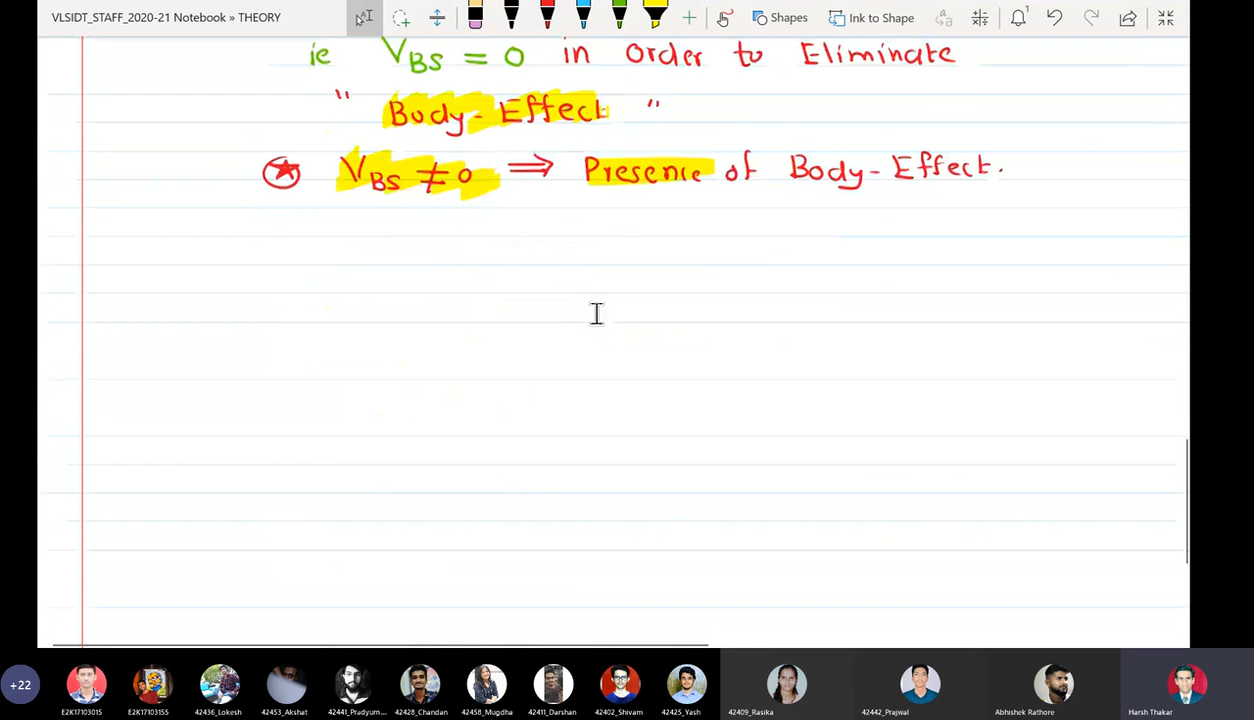 VLSIDT_STAFF_2020-21 Notebook » THEORY
Shapes
Ink to Shape
ie VBS = 0 in Order to Eliminate
" Body-Effect "
VBS ≠ 0 ⇒ Presence of Body-Effect.
+22
E2K17103015
E2K17103155
42436_Lokesh
42453_Akshat
42441_Pradyum...
42428_Chandan
42458_Mugdha
42411_Darshan
42402_Shivam
42425_Yash
42409_Rasika
42442_Prajwal
Abhishek Rathore
Harsh Thakar